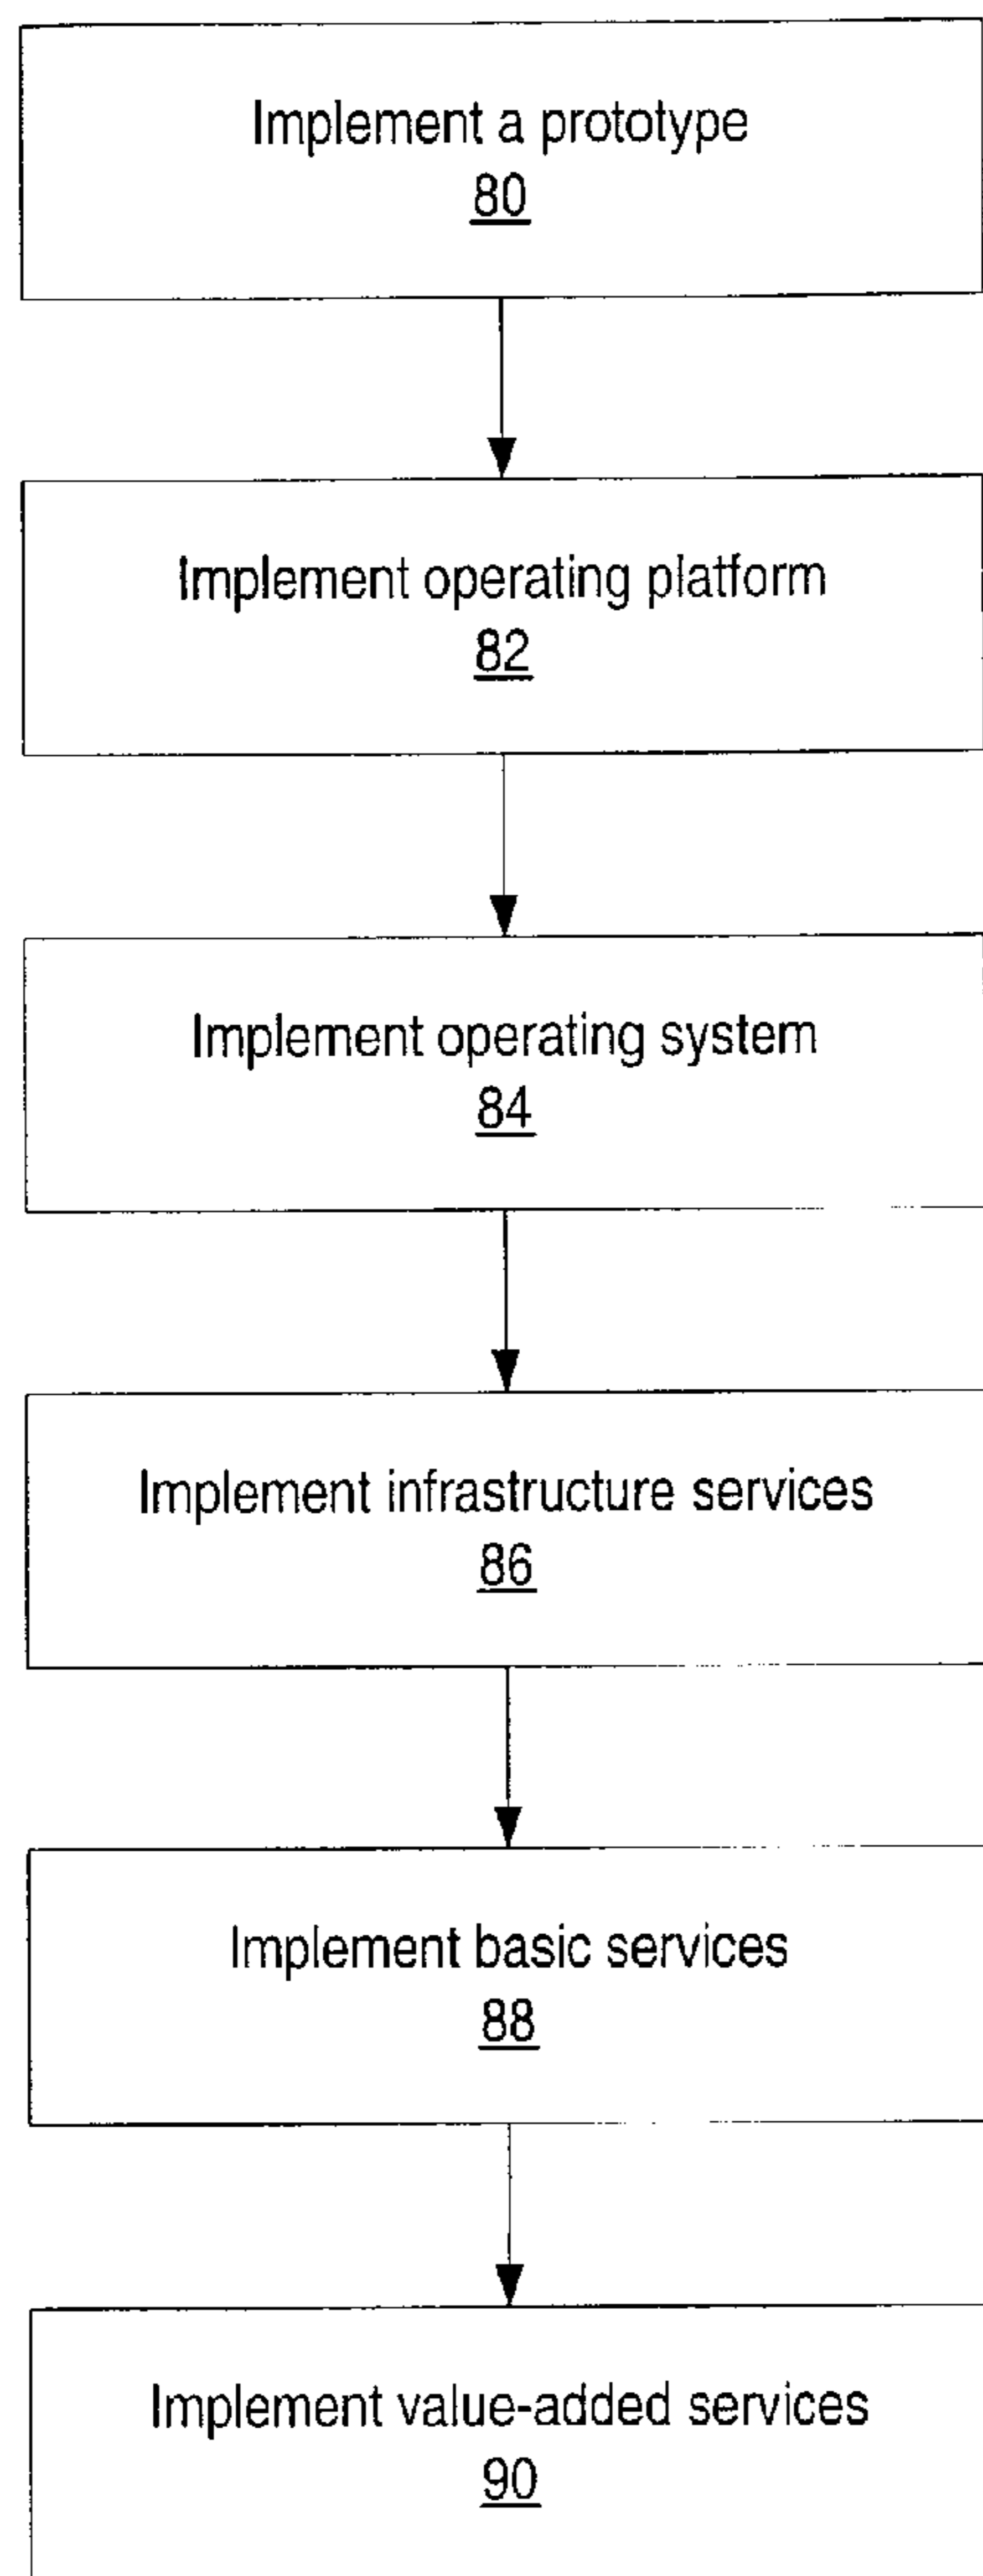 Implement a prototype
80
Implement operating platform
82
Implement operating system
84
Implement infrastructure services
86
Implement basic services
88
Implement value-added services
90